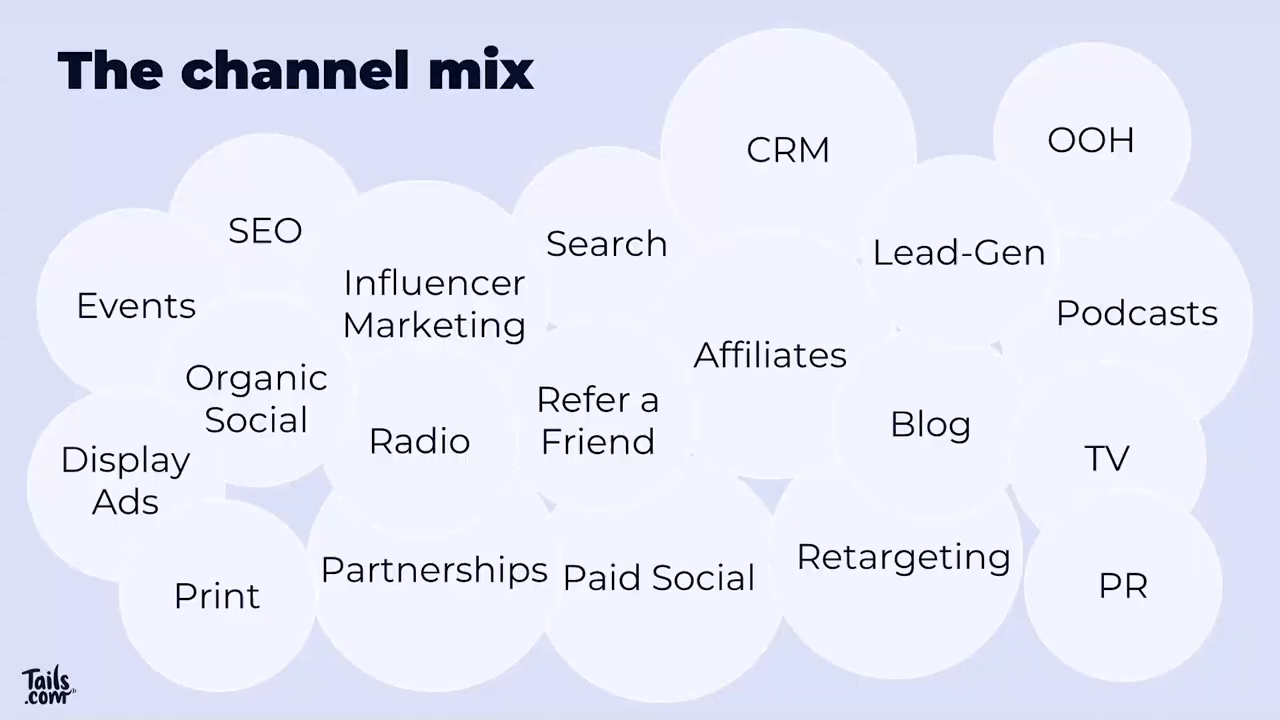 The channel mix
CRM
OOH
SEO
Search
Lead-Gen
Influencer
Marketing
Events
Podcasts
Affiliates
Organic
Social
Refer a
Friend
Radio
Blog
Display
Ads
TV
Partnerships
Paid Social
Retargeting
PR
Print
Tails
.com